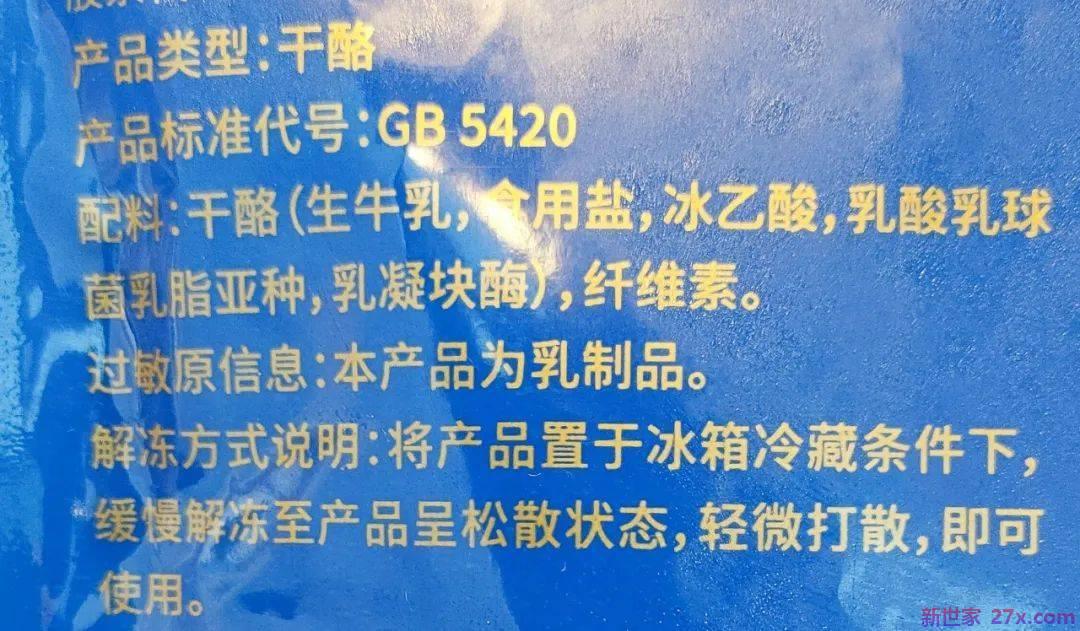 产品类型：干酪
产品标准代号：GB 5420
配料：干酪（生牛乳，食用盐，冰乙酸，乳酸乳球
菌乳脂亚种，乳凝块酶），纤维素。
过敏原信息：本产品为乳制品。
解冻方式说明：将产品置于冰箱冷藏条件下，
缓慢解冻至产品呈松散状态，轻微打散，即可
使用。
新世家 27x.com